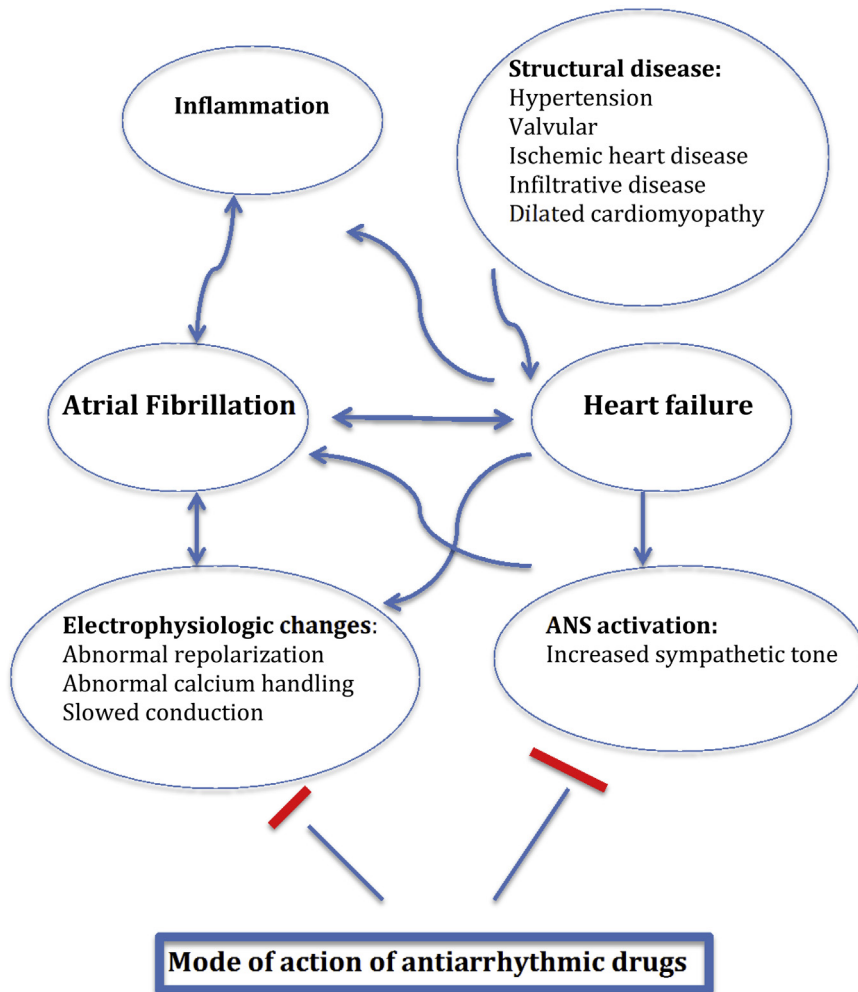 Inflammation
Structural disease:
Hypertension
Valvular
Ischemic heart disease
Infiltrative disease
Dilated cardiomyopathy
Atrial Fibrillation
Heart failure
Electrophysiologic changes:
Abnormal repolarization
Abnormal calcium handling
Slowed conduction
ANS activation:
Increased sympathetic tone
Mode of action of antiarrhythmic drugs